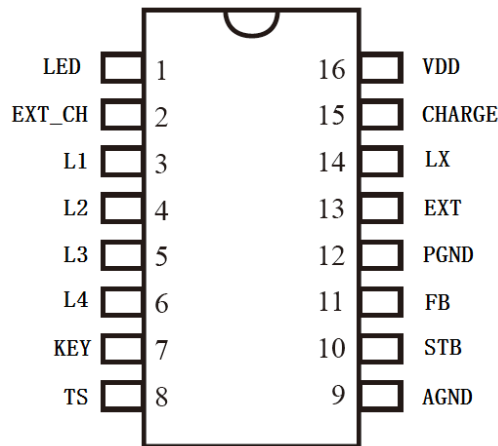 LED 1 16 VDD
EXT_CH 2 15 CHARGE
L1 3 14 LX
L2 4 13 EXT
L3 5 12 PGND
L4 6 11 FB
KEY 7 10 STB
TS 8 9 AGND